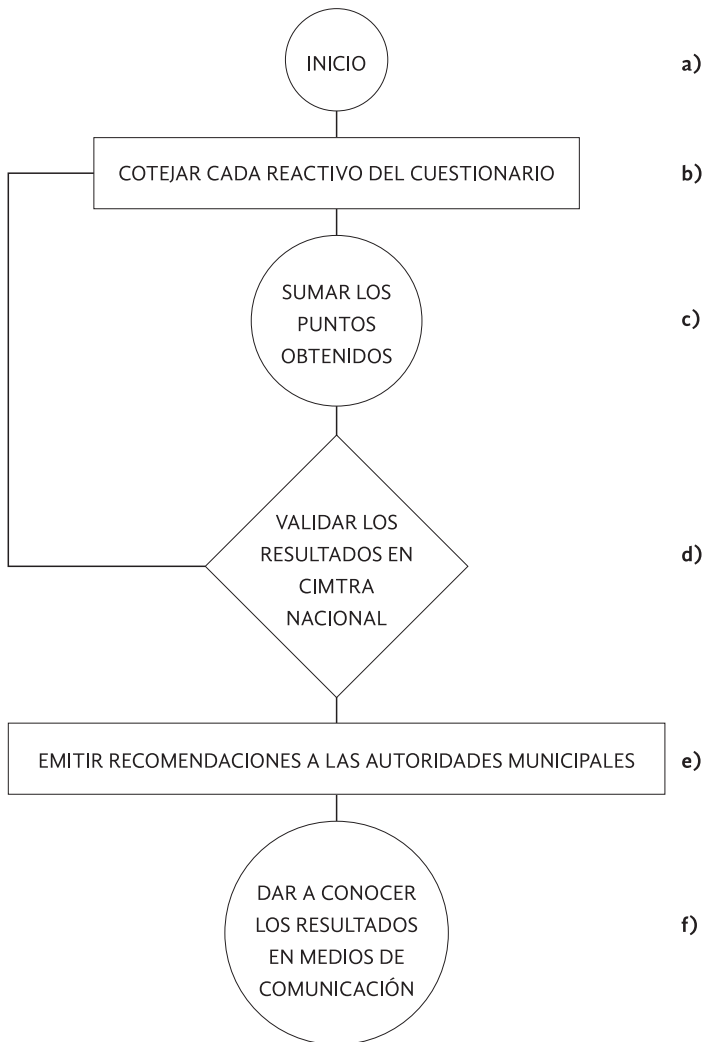 INICIO
a)
COTEJAR CADA REACTIVO DEL CUESTIONARIO
b)
SUMAR LOS
PUNTOS
OBTENIDOS
c)
VALIDAR LOS
RESULTADOS EN
CIMTRA
NACIONAL
d)
EMITIR RECOMENDACIONES A LAS AUTORIDADES MUNICIPALES
e)
DAR A CONOCER
LOS RESULTADOS
EN MEDIOS DE
COMUNICACIÓN
f)